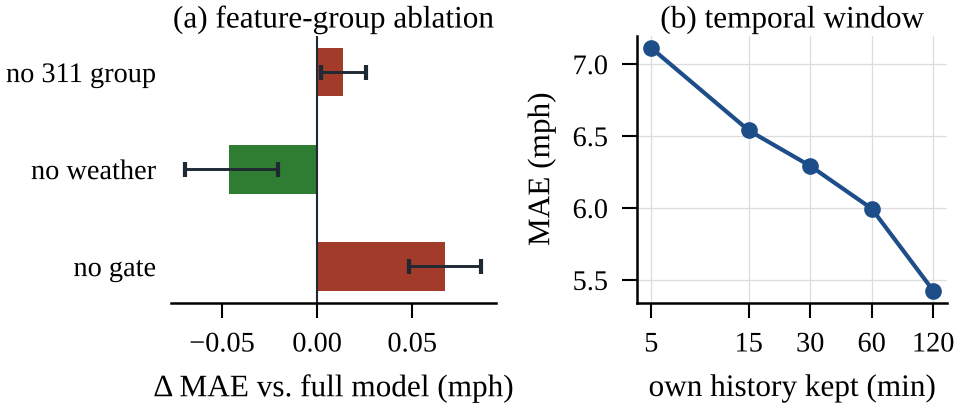 (a) feature-group ablation
no 311 group
no weather
no gate
−0.05 0.00 0.05
Δ MAE vs. full model (mph)
(b) temporal window
MAE (mph)
7.0
6.5
6.0
5.5
5 15 30 60 120
own history kept (min)